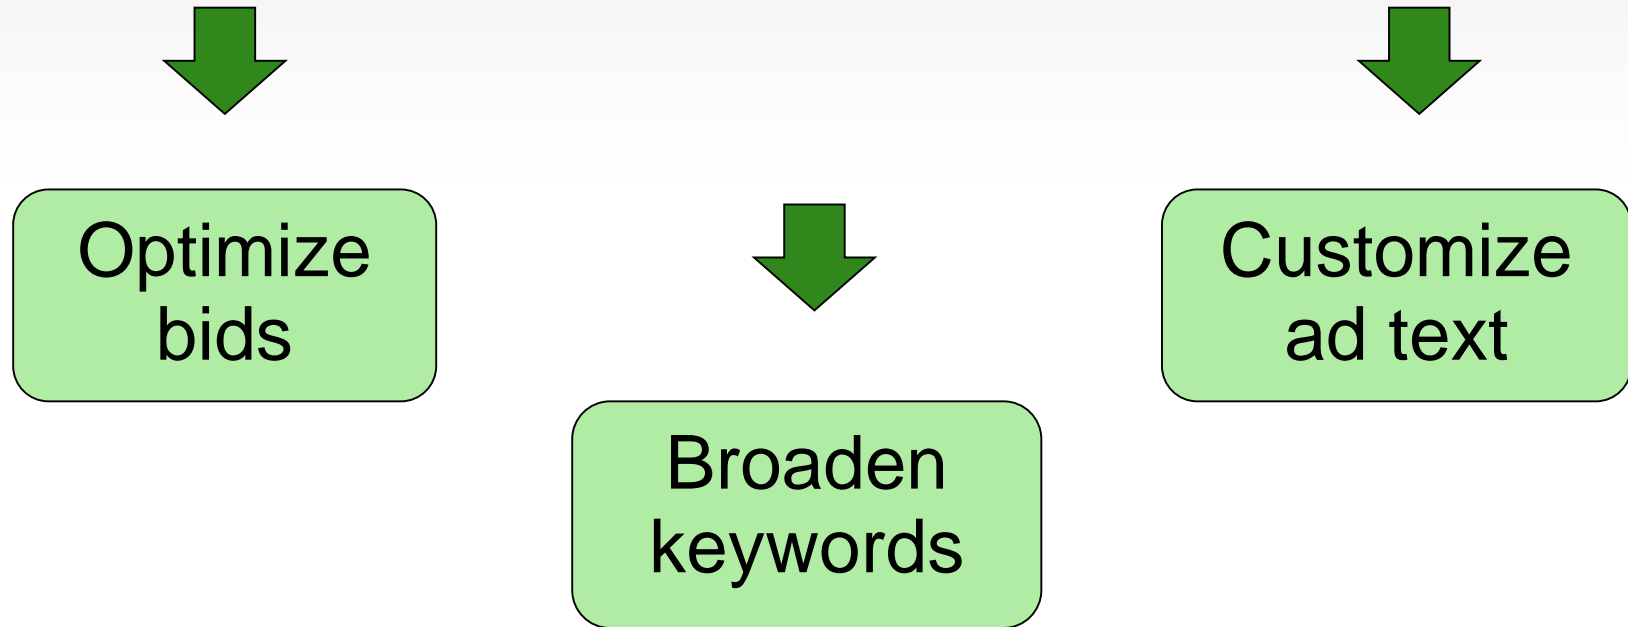 Optimize
bids
Broaden
keywords
Customize
ad text